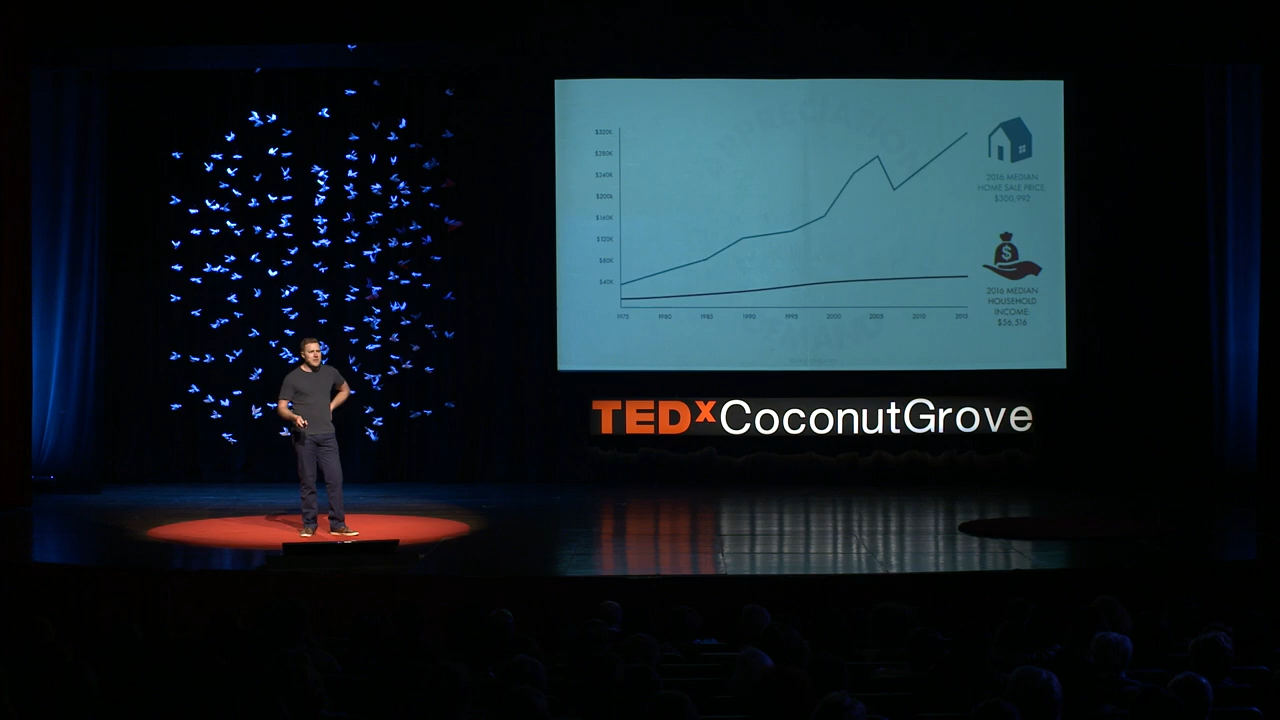 $320K
$280K
$240K
$200k
$160K
$120K
$80K
$40K
1975 1980 1985 1990 1995 2000 2005 2010 2015
2016 MEDIAN
HOME SALE PRICE
$300,992
$
2016 MEDIAN
HOUSEHOLD
INCOME:
$56,516
TEDxCoconutGrove